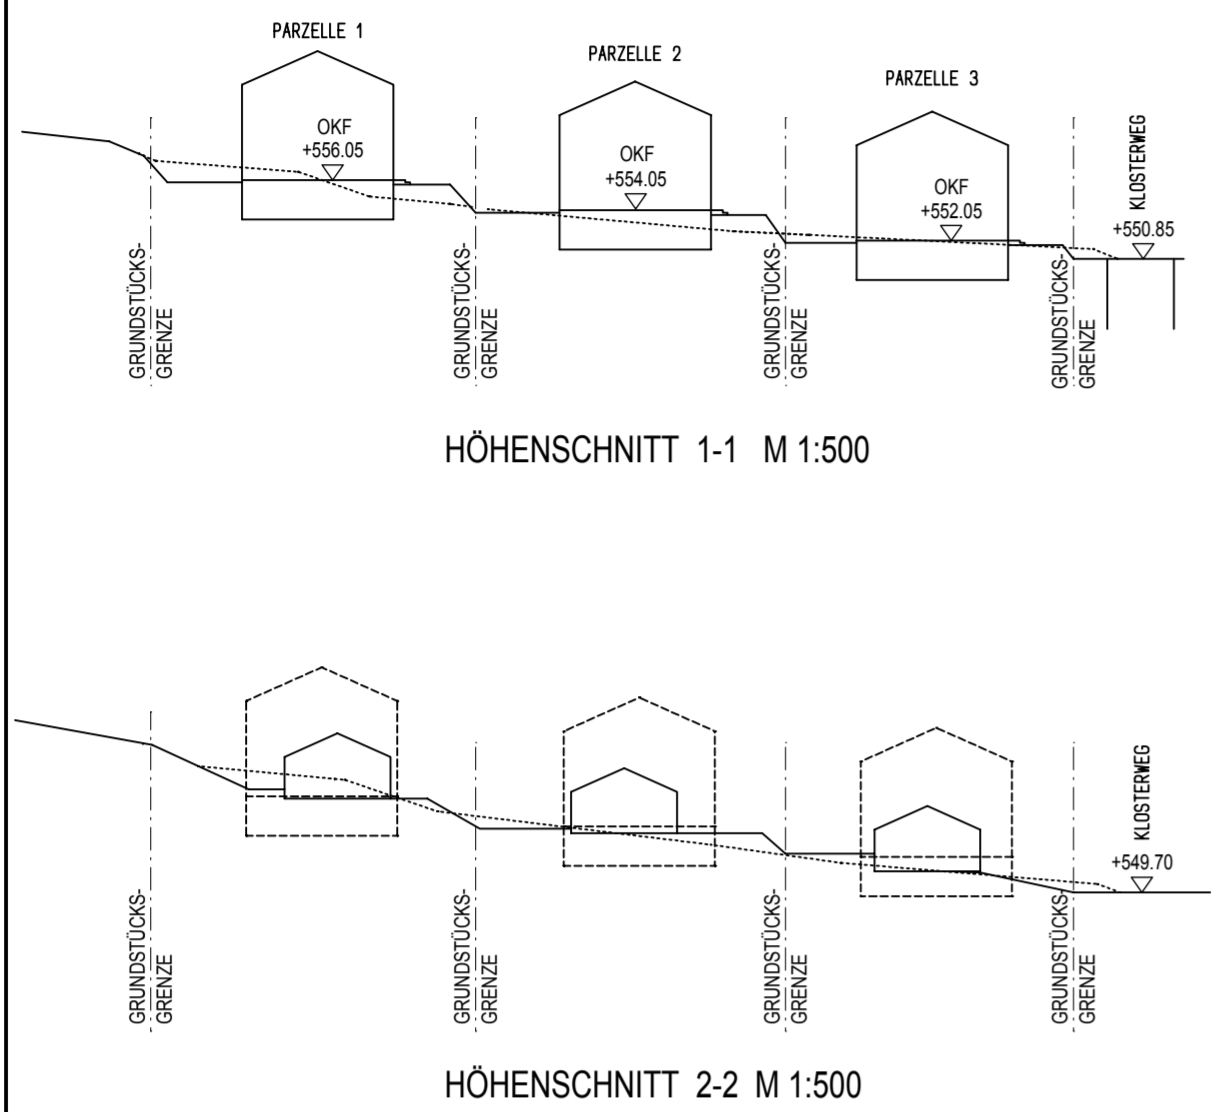 PARZELLE 1
PARZELLE 2
PARZELLE 3
OKF
+556.05
OKF
+554.05
OKF
+552.05
KLOSTERWEG
+550.85
GRUNDSTÜCKS-
GRENZE
GRUNDSTÜCKS-
GRENZE
GRUNDSTÜCKS-
GRENZE
GRUNDSTÜCKS-
GRENZE
HÖHENSCHNITT 1-1 M 1:500
KLOSTERWEG
+549.70
GRUNDSTÜCKS-
GRENZE
GRUNDSTÜCKS-
GRENZE
GRUNDSTÜCKS-
GRENZE
GRUNDSTÜCKS-
GRENZE
HÖHENSCHNITT 2-2 M 1:500